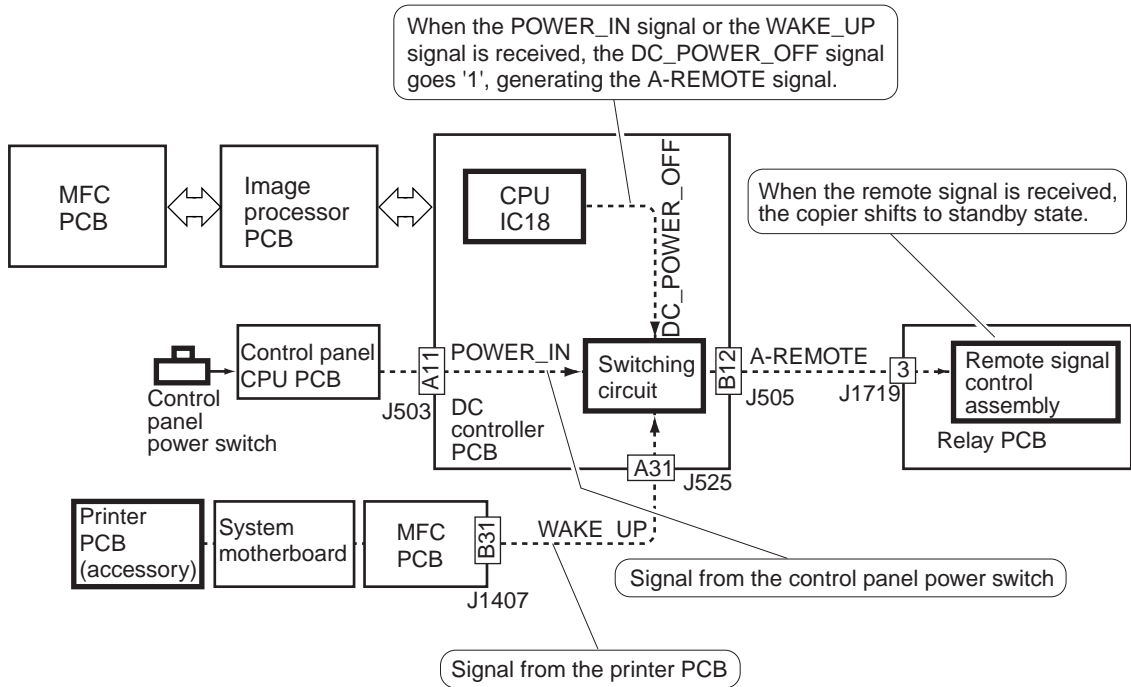 When the POWER_IN signal or the WAKE_UP
signal is received, the DC_POWER_OFF signal
goes '1', generating the A-REMOTE signal.
MFC
PCB
Image
processor
PCB
CPU
IC18
DC_POWER_OFF
When the remote signal is received,
the copier shifts to standby state.
Control panel
power switch
Control panel
CPU PCB
J503
A11
POWER_IN
DC
controller
PCB
Switching
circuit
B12
J505
A-REMOTE
J1719
3
Remote signal
control
assembly
Relay PCB
A31
J525
Printer
PCB
(accessory)
System
motherboard
MFC
PCB
B31
J1407
WAKE_UP
Signal from the control panel power switch
Signal from the printer PCB